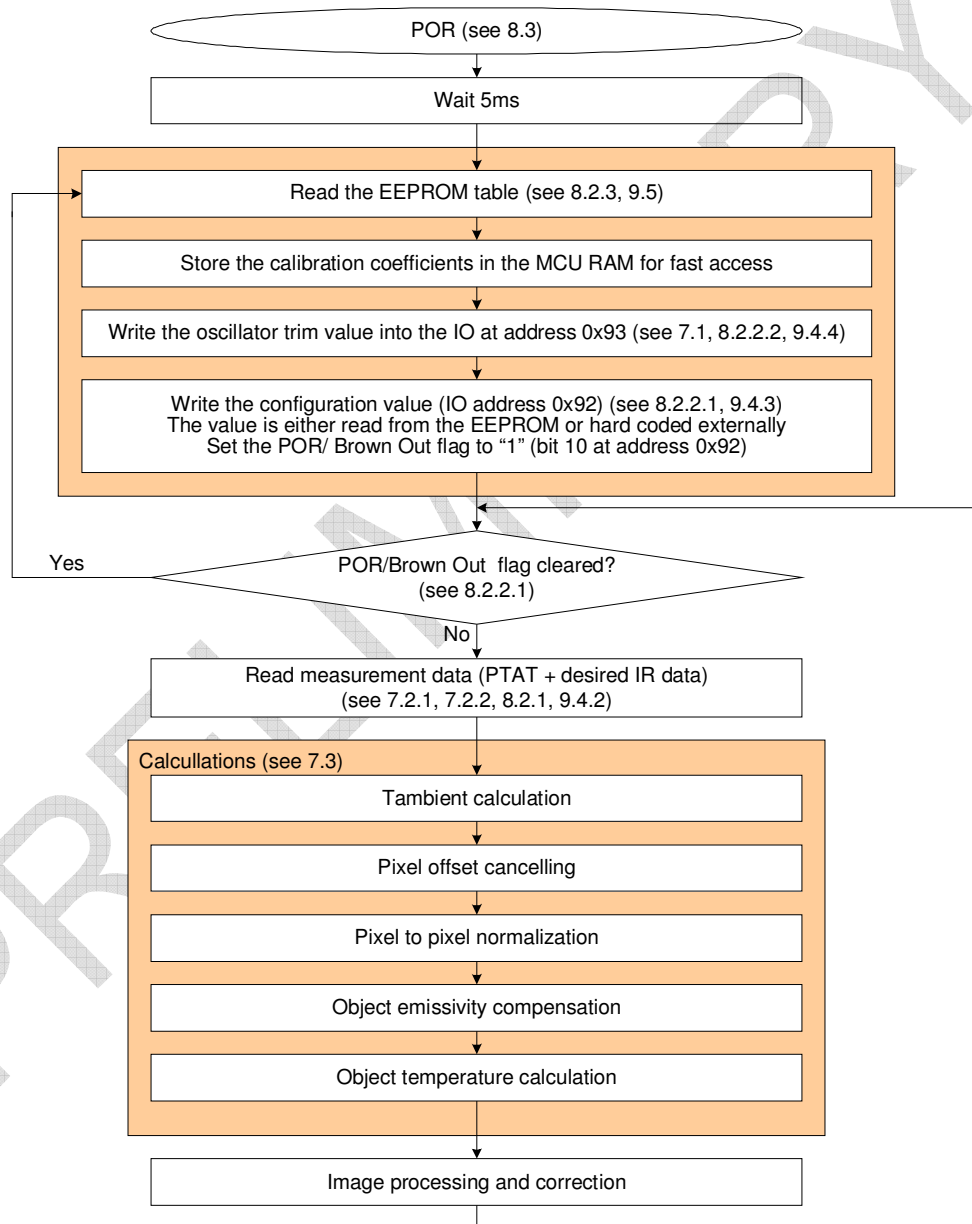 POR (see 8.3)
Wait 5ms
Read the EEPROM table (see 8.2.3, 9.5)
Store the calibration coefficients in the MCU RAM for fast access
Write the oscillator trim value into the IO at address 0x93 (see 7.1, 8.2.2.2, 9.4.4)
Write the configuration value (IO address 0x92) (see 8.2.2.1, 9.4.3)
The value is either read from the EEPROM or hard coded externally
Set the POR/ Brown Out flag to “1” (bit 10 at address 0x92)
Yes
POR/Brown Out  flag cleared?
(see 8.2.2.1)
No
Read measurement data (PTAT + desired IR data)
(see 7.2.1, 7.2.2, 8.2.1, 9.4.2)
Calcullations (see 7.3)
Tambient calculation
Pixel offset cancelling
Pixel to pixel normalization
Object emissivity compensation
Object temperature calculation
Image processing and correction